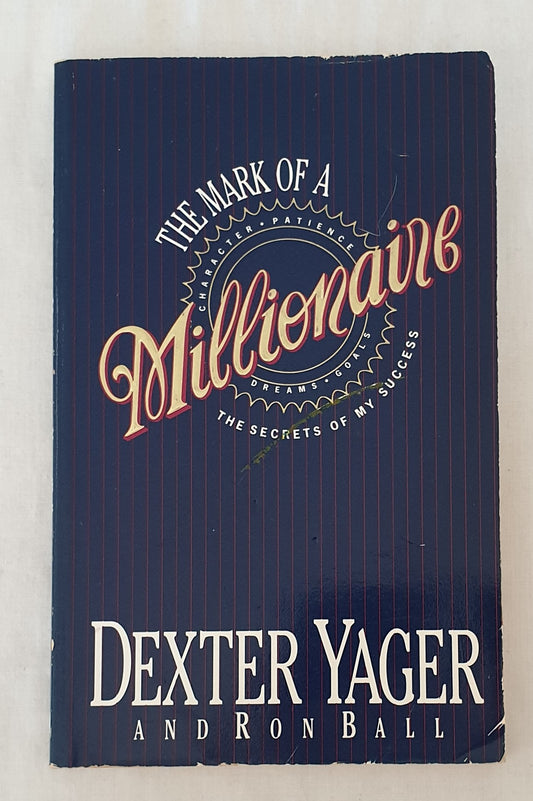 THE MARK OF A
CHARACTER • PATIENCE
Millionaire
DREAMS • GOALS
THE SECRETS OF MY SUCCESS
DEXTER YAGER
AND RON BALL